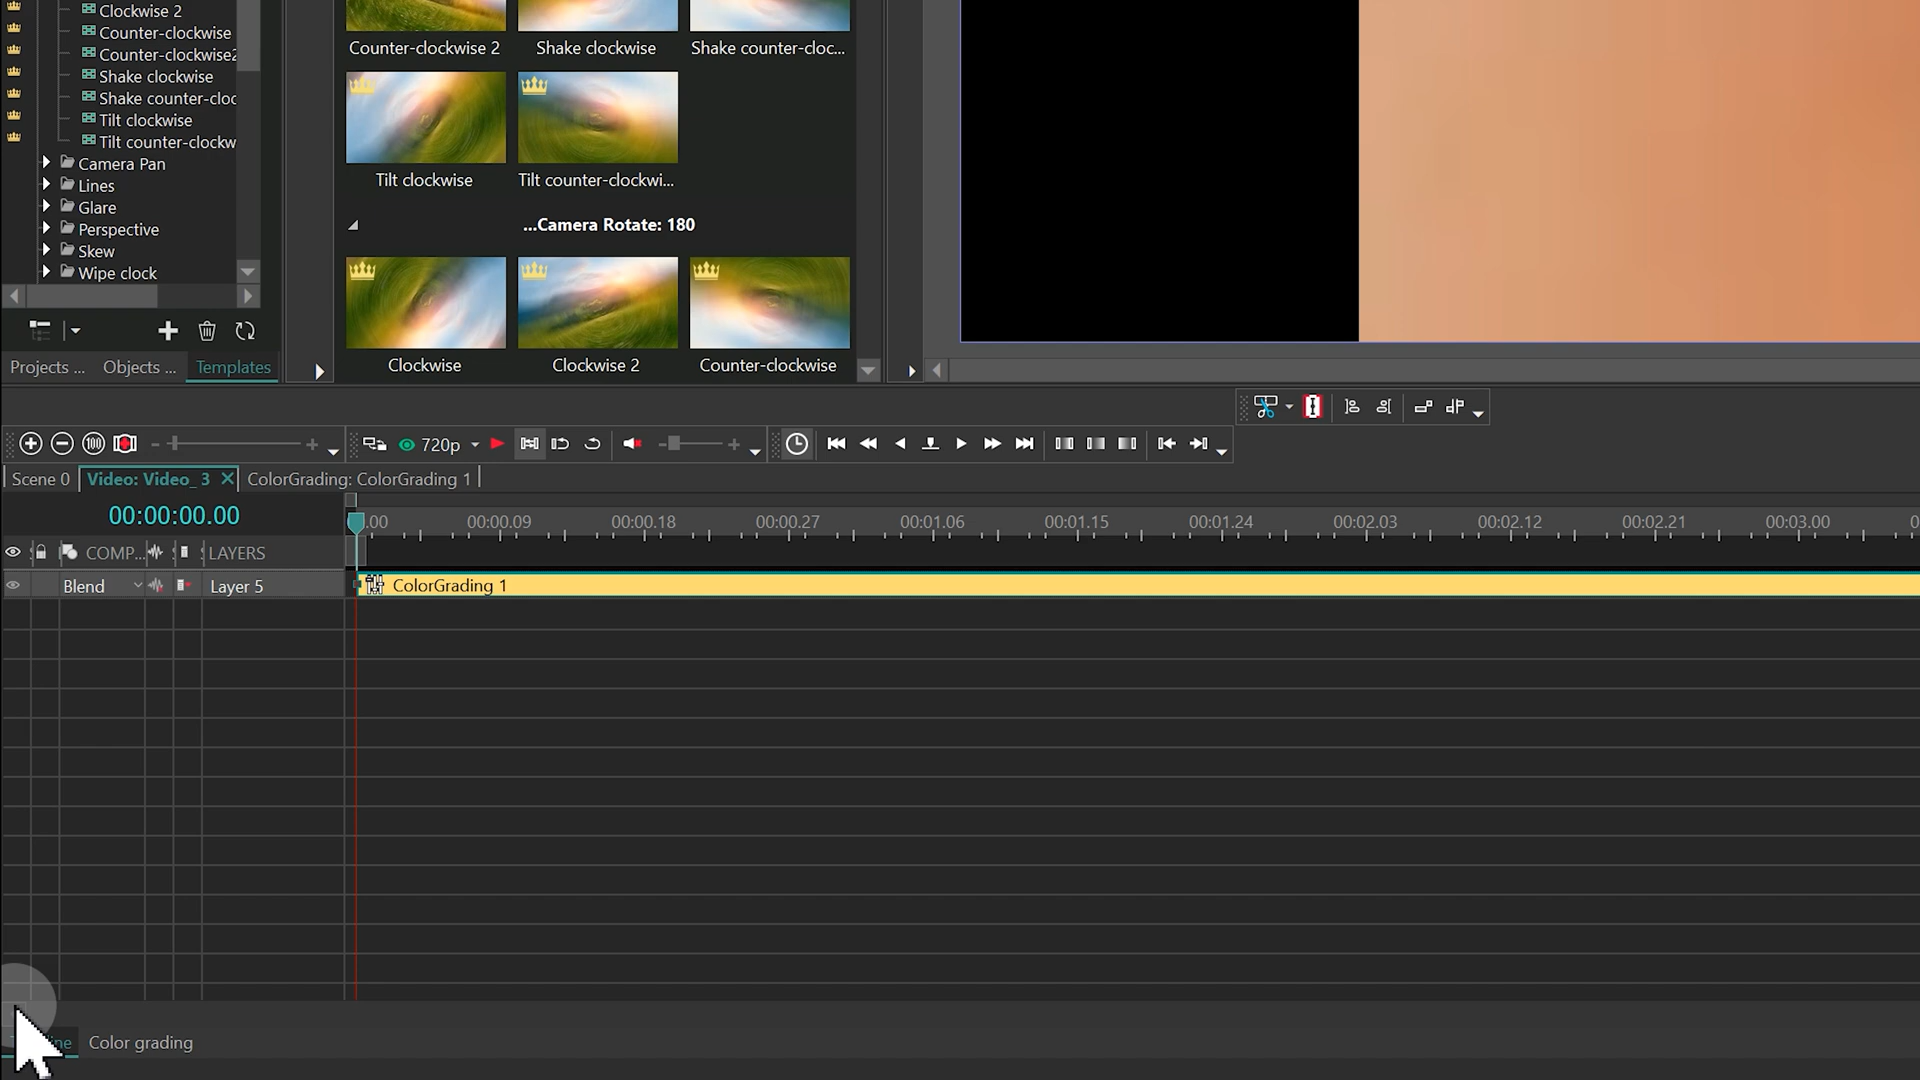 Clockwise 2
Counter-clockwise
Counter-clockwise2
Shake clockwise
Shake counter-cloc
Tilt clockwise
Tilt counter-clockw
Camera Pan
Lines
Glare
Perspective
Skew
Wipe clock
Projects ...
Objects ...
Templates
Counter-clockwise 2
Shake clockwise
Shake counter-cloc...
Tilt clockwise
Tilt counter-clockwi...
...Camera Rotate: 180
Clockwise
Clockwise 2
Counter-clockwise
100
720p
Scene 0
Video: Video_ 3
ColorGrading: ColorGrading 1
00:00:00.00
.00
00:00.09
00:00.18
00:00.27
00:01.06
00:01.15
00:01.24
00:02.03
00:02.12
00:02.21
00:03.00
0
COMP...
LAYERS
Blend
Layer 5
ColorGrading 1
Color grading